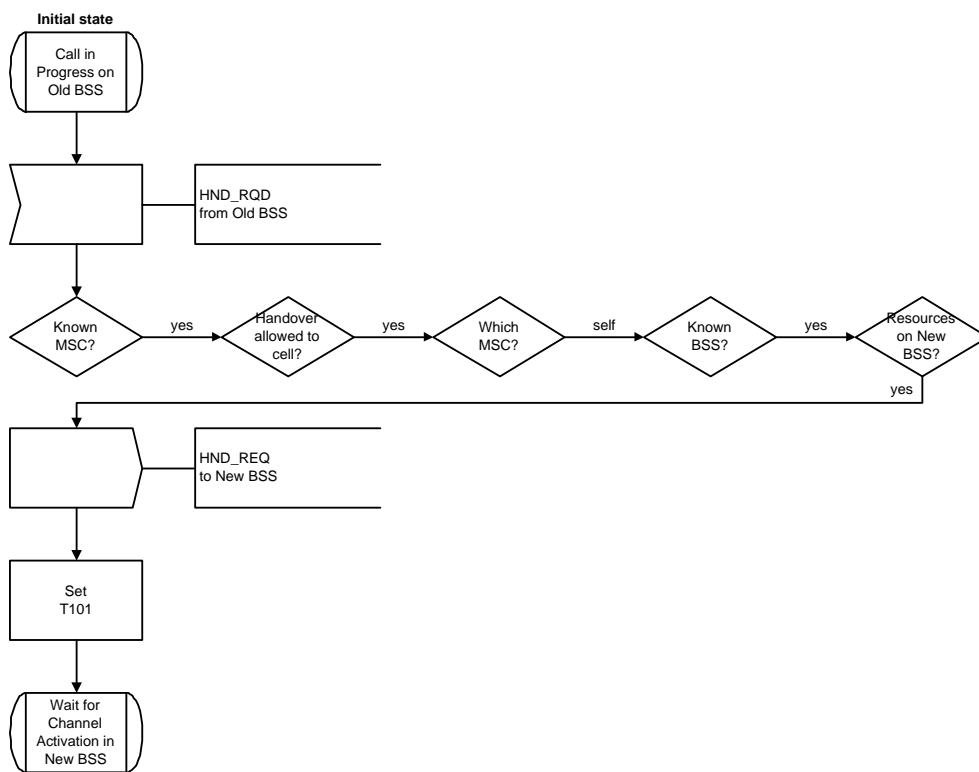 Initial state
Call in
Progress on
Old BSS
HND_RQD
from Old BSS
Known
MSC?
yes
Handover
allowed to
cell?
yes
Which
MSC?
self
Known
BSS?
yes
Resources
on New
BSS?
yes
HND_REQ
to New BSS
Set
T101
Wait for
Channel
Activation in
New BSS